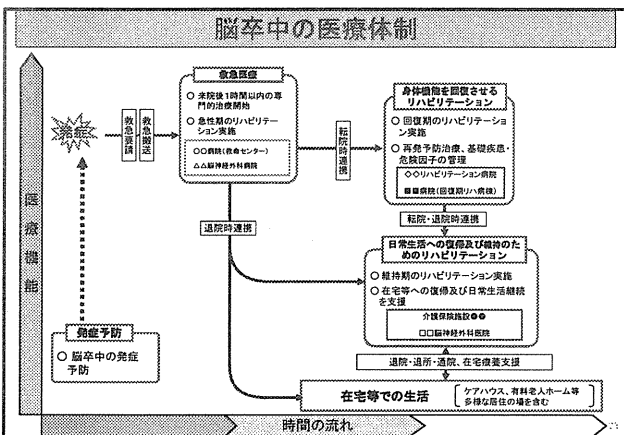 脳卒中の医療体制
医療機能
発症
救急要請
救急搬送
救急医療
○ 来院後1時間以内の専
門的治療開始
○ 急性期のリハビリテー
ション実施
○○病院(救命センター)
△△脳神経外科病院
転院時連携
身体機能を回復させる
リハビリテーション
○ 回復期のリハビリテーショ
ン実施
○ 再発予防治療、基礎疾患・
危険因子の管理
◇◇リハビリテーション病院
■■病院(回復期リハ病棟)
退院時連携
転院・退院時連携
日常生活への復帰及び維持のた
めのリハビリテーション
○ 維持期のリハビリテーション実施
○ 在宅等への復帰及び日常生活継続
を支援
介護保険施設●●
□□脳神経外科医院
発症予防
○ 脳卒中の発症
予防
退院・退所・通院、在宅療養支援
在宅等での生活
ケアハウス、有料老人ホーム等
多様な居住の場を含む
時間の流れ